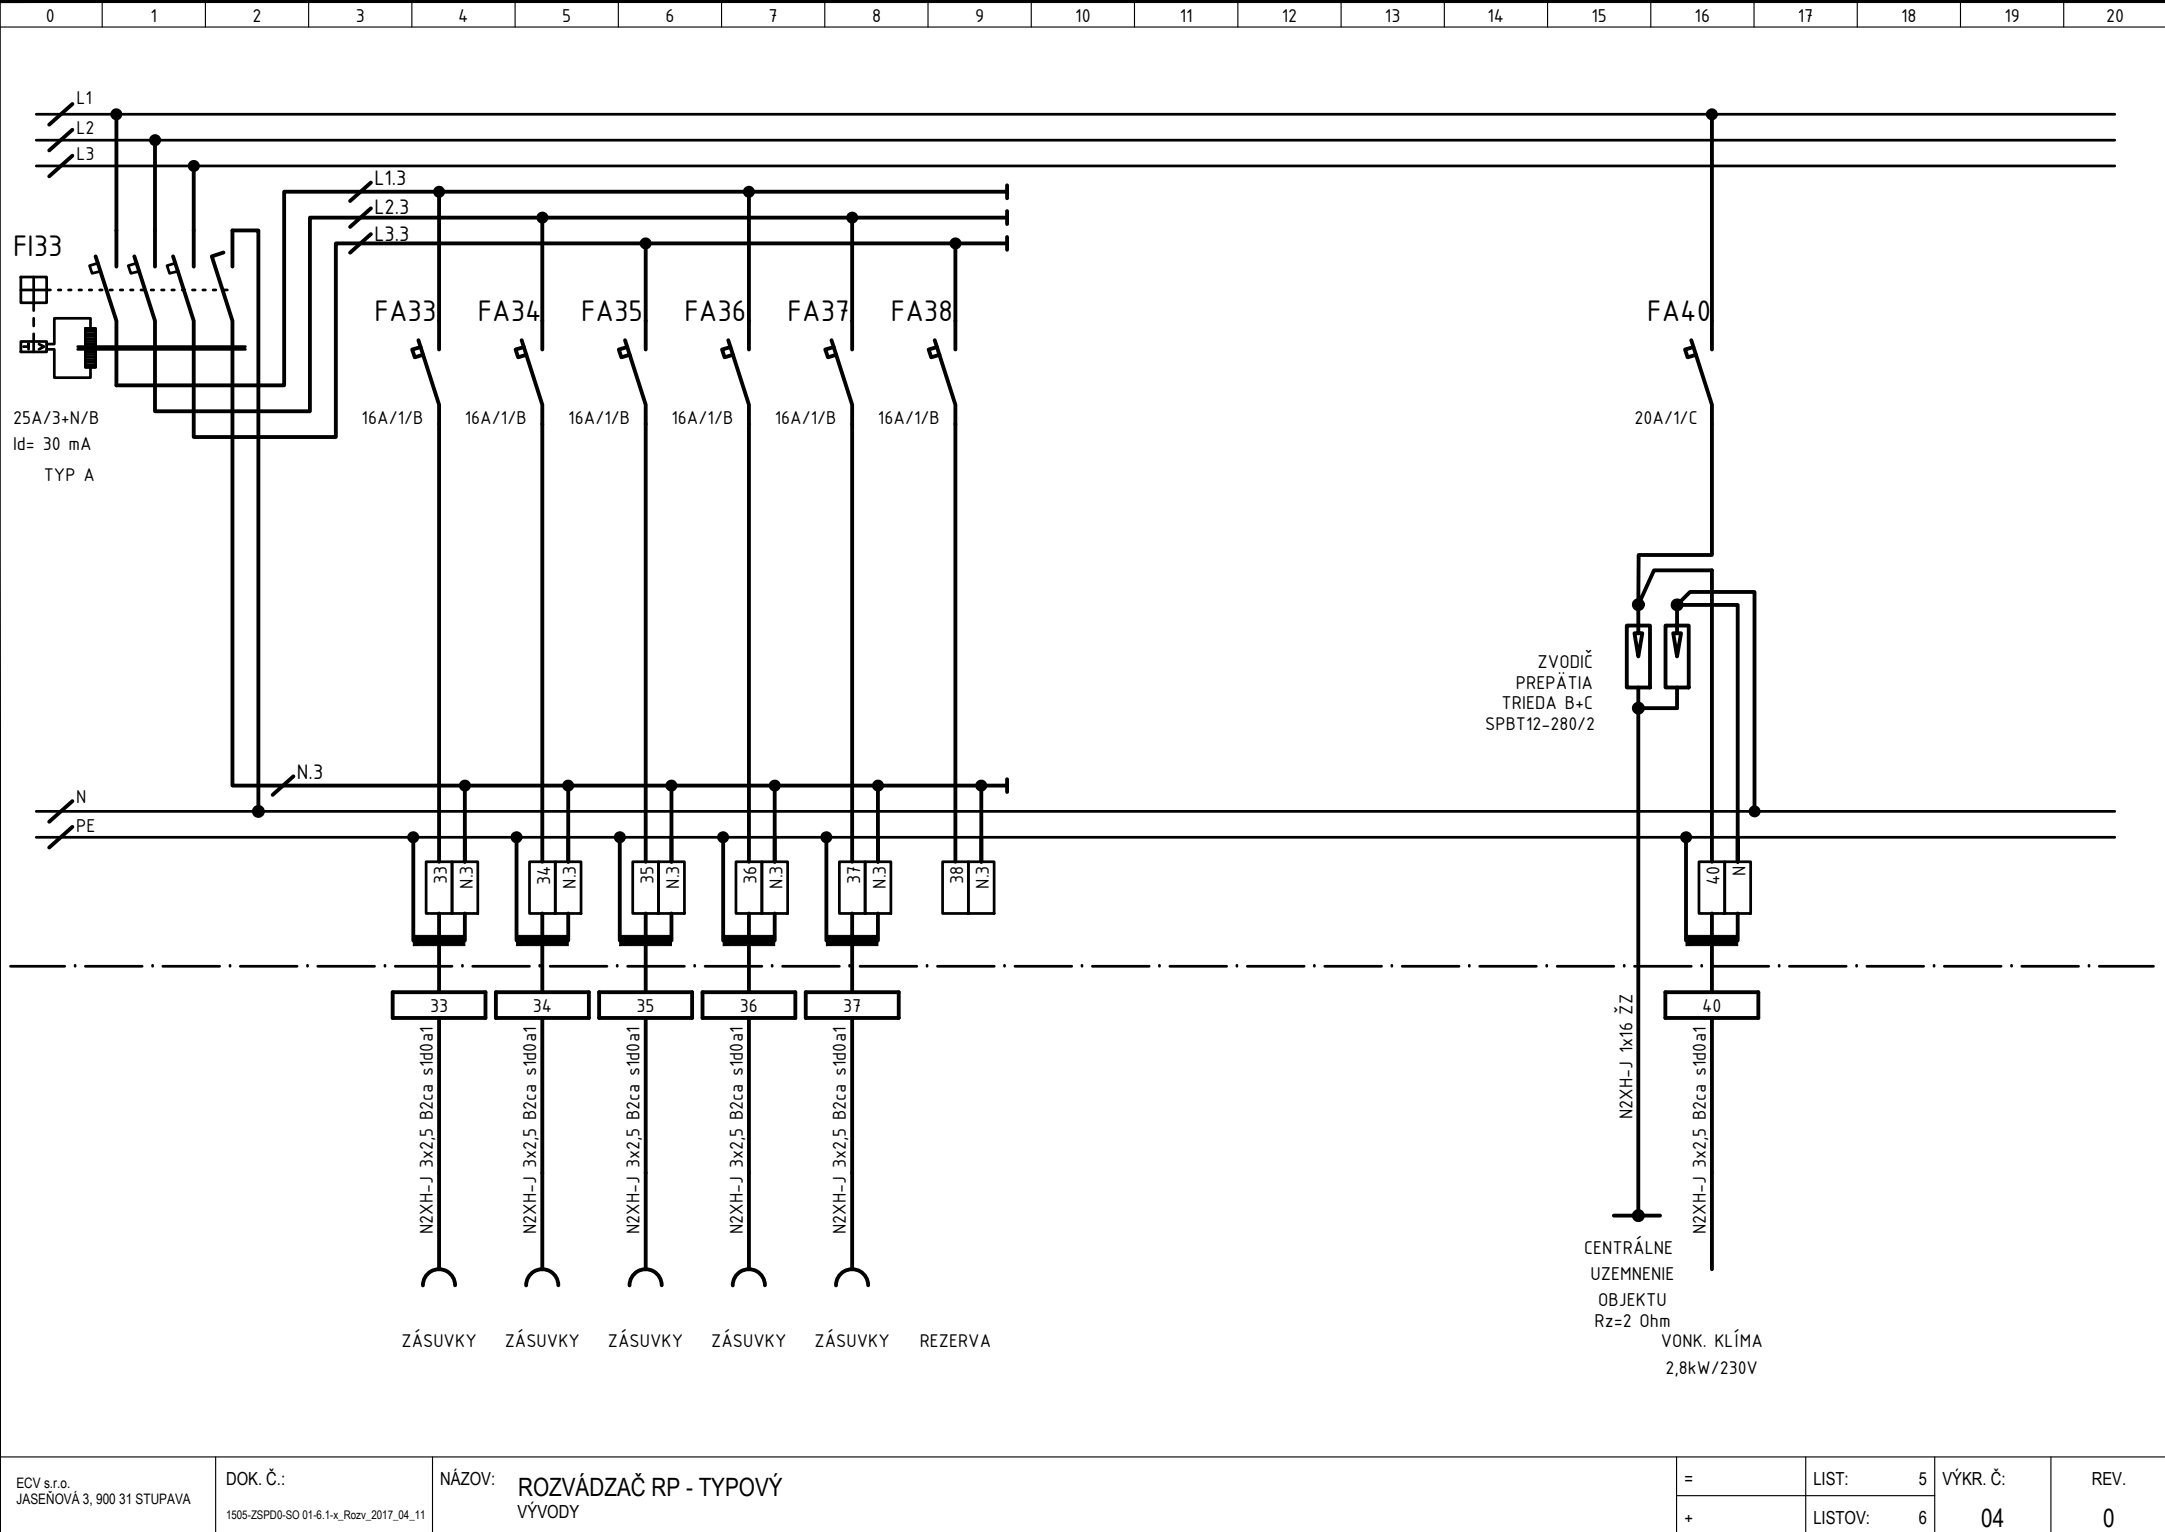 0 1 2 3 4 5 6 7 8 9 10 11 12 13 14 15 16 17 18 19 20
L1
L2
L3
L1.3
L2.3
L3.3
FI33
FA33 FA34 FA35 FA36 FA37 FA38 FA40
25A/3+N/B 16A/1/B 16A/1/B 16A/1/B 16A/1/B 16A/1/B 16A/1/B 20A/1/C
Id= 30 mA
TYP A
ZVODIČ
PREPÄTIA
TRIEDA B+C
SPBT12-280/2
N.3
N
PE
33 N.3 34 N.3 35 N.3 36 N.3 37 N.3 38 N.3 40 N
33 34 35 36 37 40
N2XH-J 3x2,5 B2ca s1d0a1
N2XH-J 3x2,5 B2ca s1d0a1
N2XH-J 3x2,5 B2ca s1d0a1
N2XH-J 3x2,5 B2ca s1d0a1
N2XH-J 3x2,5 B2ca s1d0a1
N2XH-J 1x16 ŽZ
N2XH-J 3x2,5 B2ca s1d0a1
CENTRÁLNE
UZEMNENIE
OBJEKTU
Rz=2 Ohm
ZÁSUVKY ZÁSUVKY ZÁSUVKY ZÁSUVKY ZÁSUVKY REZERVA VONK. KLÍMA
2,8kW/230V
ECV s.r.o.
JASEŇOVÁ 3, 900 31 STUPAVA
DOK. Č.:
1505-ZSPD0-SO 01-6.1-x_Rozv_2017_04_11
NÁZOV: ROZVÁDZAČ RP - TYPOVÝ
VÝVODY
=
+
LIST: 5
LISTOV: 6
VÝKR. Č:
04
REV.
0